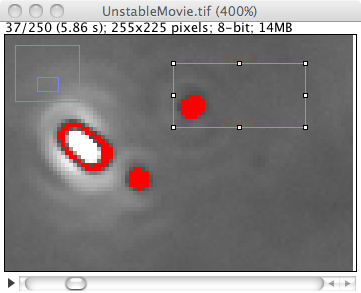 UnstableMovie.tif (400%)
37/250 (5.86 s); 255x225 pixels; 8-bit; 14MB